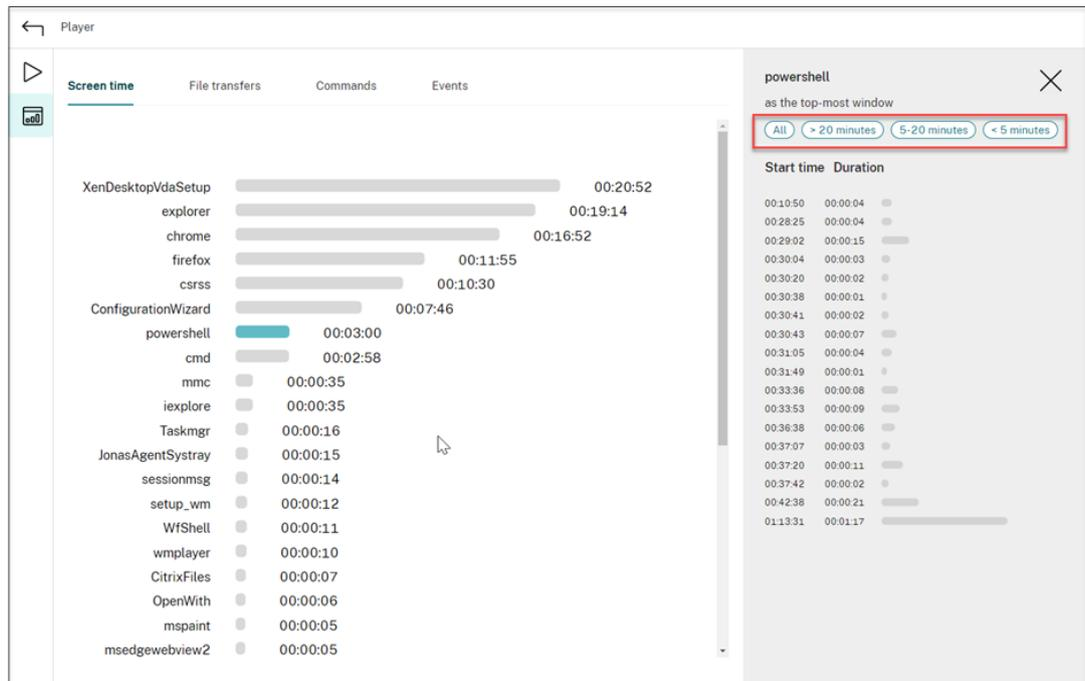 Player
Screen time File transfers Commands Events
XenDesktopVdaSetup 00:20:52
explorer 00:19:14
chrome 00:16:52
firefox 00:11:55
csrss 00:10:30
ConfigurationWizard 00:07:46
powershell 00:03:00
cmd 00:02:58
mmc 00:00:35
iexplore 00:00:35
Taskmgr 00:00:16
JonasAgentSystray 00:00:15
sessionmsg 00:00:14
setup_wm 00:00:12
WfShell 00:00:11
wmplayer 00:00:10
CitrixFiles 00:00:07
OpenWith 00:00:06
mspaint 00:00:05
msedgewebview2 00:00:05
powershell
as the top-most window
All > 20 minutes 5-20 minutes < 5 minutes
Start time Duration
00:10:50 00:00:04
00:28:25 00:00:04
00:29:02 00:00:15
00:30:04 00:00:03
00:30:20 00:00:02
00:30:38 00:00:01
00:30:41 00:00:02
00:30:43 00:00:07
00:31:05 00:00:04
00:31:49 00:00:01
00:33:36 00:00:08
00:33:53 00:00:09
00:36:38 00:00:06
00:37:07 00:00:03
00:37:20 00:00:11
00:37:42 00:00:02
00:42:38 00:00:21
01:13:31 00:01:17